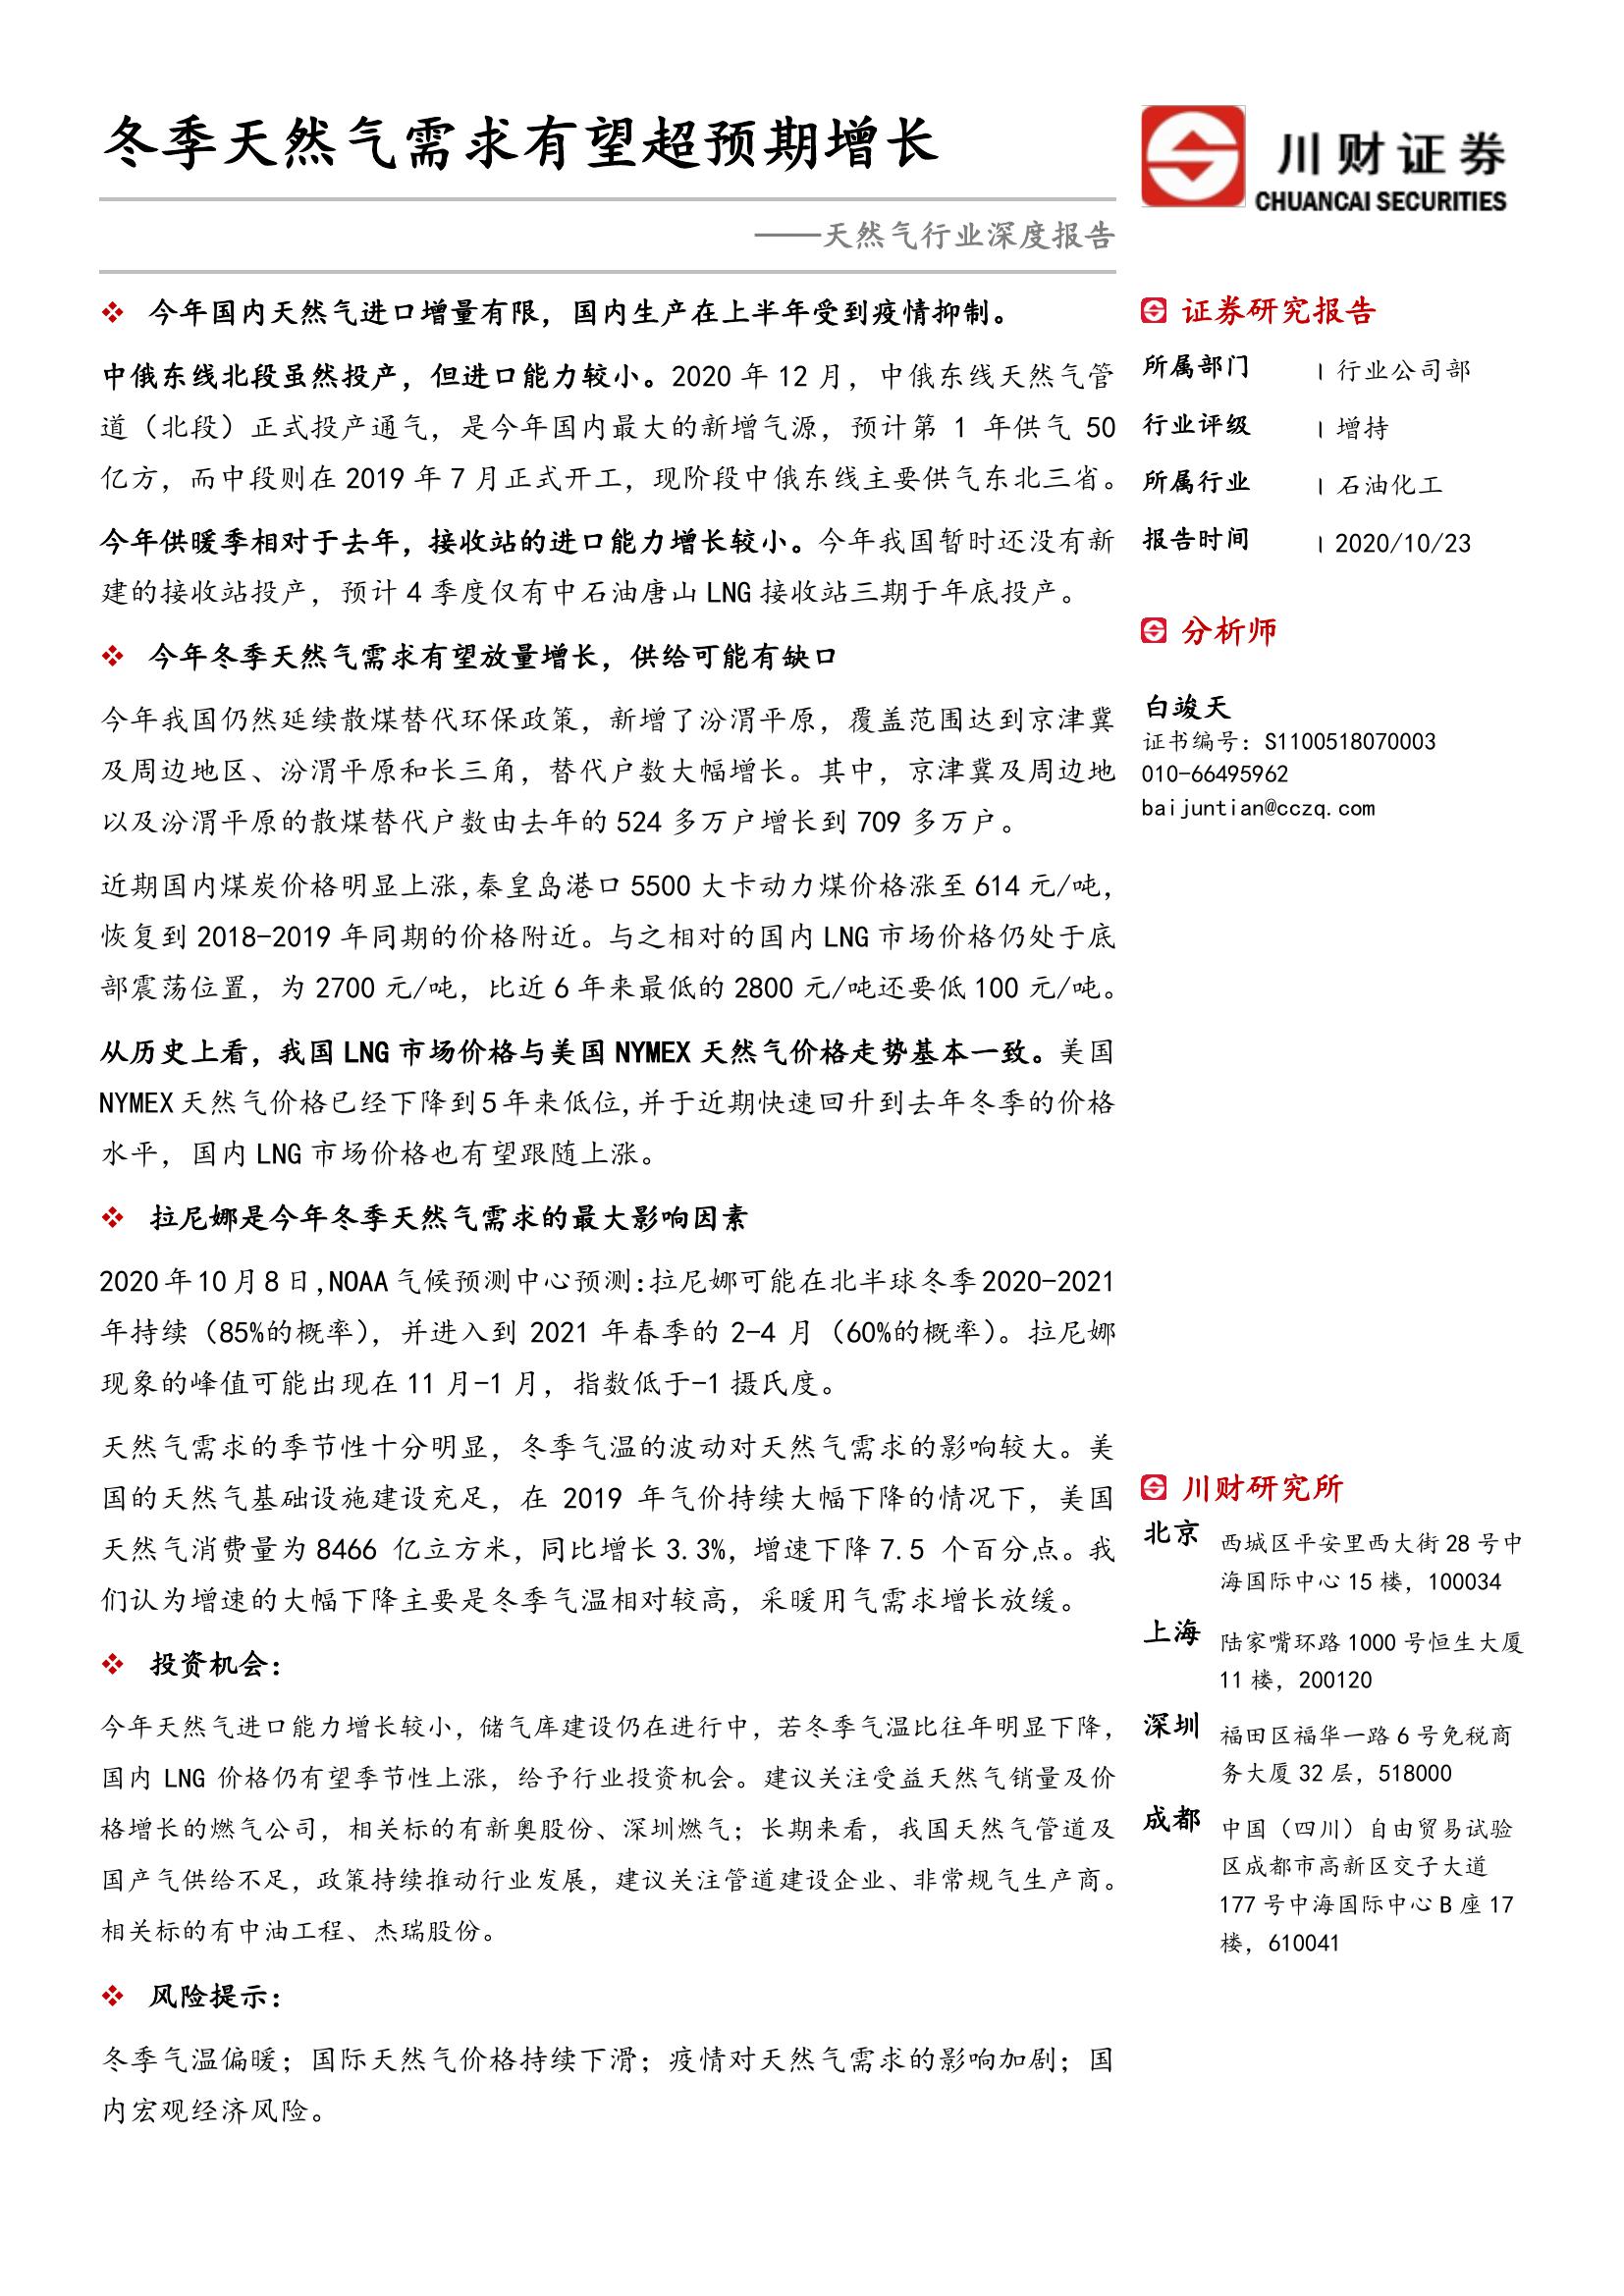 冬季天然气需求有望超预期增长
——天然气行业深度报告
川财证券
CHUANCAI SECURITIES
❖ 今年国内天然气进口增量有限，国内生产在上半年受到疫情抑制。
中俄东线北段虽然投产，但进口能力较小。2020 年 12 月，中俄东线天然气管
道（北段）正式投产通气，是今年国内最大的新增气源，预计第 1 年供气 50
亿方，而中段则在 2019 年 7 月正式开工，现阶段中俄东线主要供气东北三省。
今年供暖季相对于去年，接收站的进口能力增长较小。今年我国暂时还没有新
建的接收站投产，预计 4 季度仅有中石油唐山 LNG 接收站三期于年底投产。
❖ 今年冬季天然气需求有望放量增长，供给可能有缺口
今年我国仍然延续散煤替代环保政策，新增了汾渭平原，覆盖范围达到京津冀
及周边地区、汾渭平原和长三角，替代户数大幅增长。其中，京津冀及周边地
以及汾渭平原的散煤替代户数由去年的 524 多万户增长到 709 多万户。
近期国内煤炭价格明显上涨，秦皇岛港口 5500 大卡动力煤价格涨至 614 元/吨，
恢复到 2018-2019 年同期的价格附近。与之相对的国内 LNG 市场价格仍处于底
部震荡位置，为 2700 元/吨，比近 6 年来最低的 2800 元/吨还要低 100 元/吨。
从历史上看，我国 LNG 市场价格与美国 NYMEX 天然气价格走势基本一致。美国
NYMEX 天然气价格已经下降到 5 年来低位，并于近期快速回升到去年冬季的价格
水平，国内 LNG 市场价格也有望跟随上涨。
❖ 拉尼娜是今年冬季天然气需求的最大影响因素
2020 年 10 月 8 日，NOAA 气候预测中心预测：拉尼娜可能在北半球冬季 2020-2021
年持续（85%的概率），并进入到 2021 年春季的 2-4 月（60%的概率）。拉尼娜
现象的峰值可能出现在 11 月-1 月，指数低于-1 摄氏度。
天然气需求的季节性十分明显，冬季气温的波动对天然气需求的影响较大。美
国的天然气基础设施建设充足，在 2019 年气价持续大幅下降的情况下，美国
天然气消费量为 8466 亿立方米，同比增长 3.3%，增速下降 7.5 个百分点。我
们认为增速的大幅下降主要是冬季气温相对较高，采暖用气需求增长放缓。
❖ 投资机会：
今年天然气进口能力增长较小，储气库建设仍在进行中，若冬季气温比往年明显下降，
国内 LNG 价格仍有望季节性上涨，给予行业投资机会。建议关注受益天然气销量及价
格增长的燃气公司，相关标的有新奥股份、深圳燃气；长期来看，我国天然气管道及
国产气供给不足，政策持续推动行业发展，建议关注管道建设企业、非常规气生产商。
相关标的有中油工程、杰瑞股份。
❖ 风险提示：
冬季气温偏暖；国际天然气价格持续下滑；疫情对天然气需求的影响加剧；国
内宏观经济风险。
证券研究报告
所属部门 | 行业公司部
行业评级 | 增持
所属行业 | 石油化工
报告时间 | 2020/10/23
分析师
白竣天
证书编号：S1100518070003
010-66495962
baijuntian@cczq.com
川财研究所
北京 西城区平安里西大街 28 号中
海国际中心 15 楼，100034
上海 陆家嘴环路 1000 号恒生大厦
11 楼，200120
深圳 福田区福华一路 6 号免税商
务大厦 32 层，518000
成都 中国（四川）自由贸易试验
区成都市高新区交子大道
177 号中海国际中心 B 座 17
楼，610041